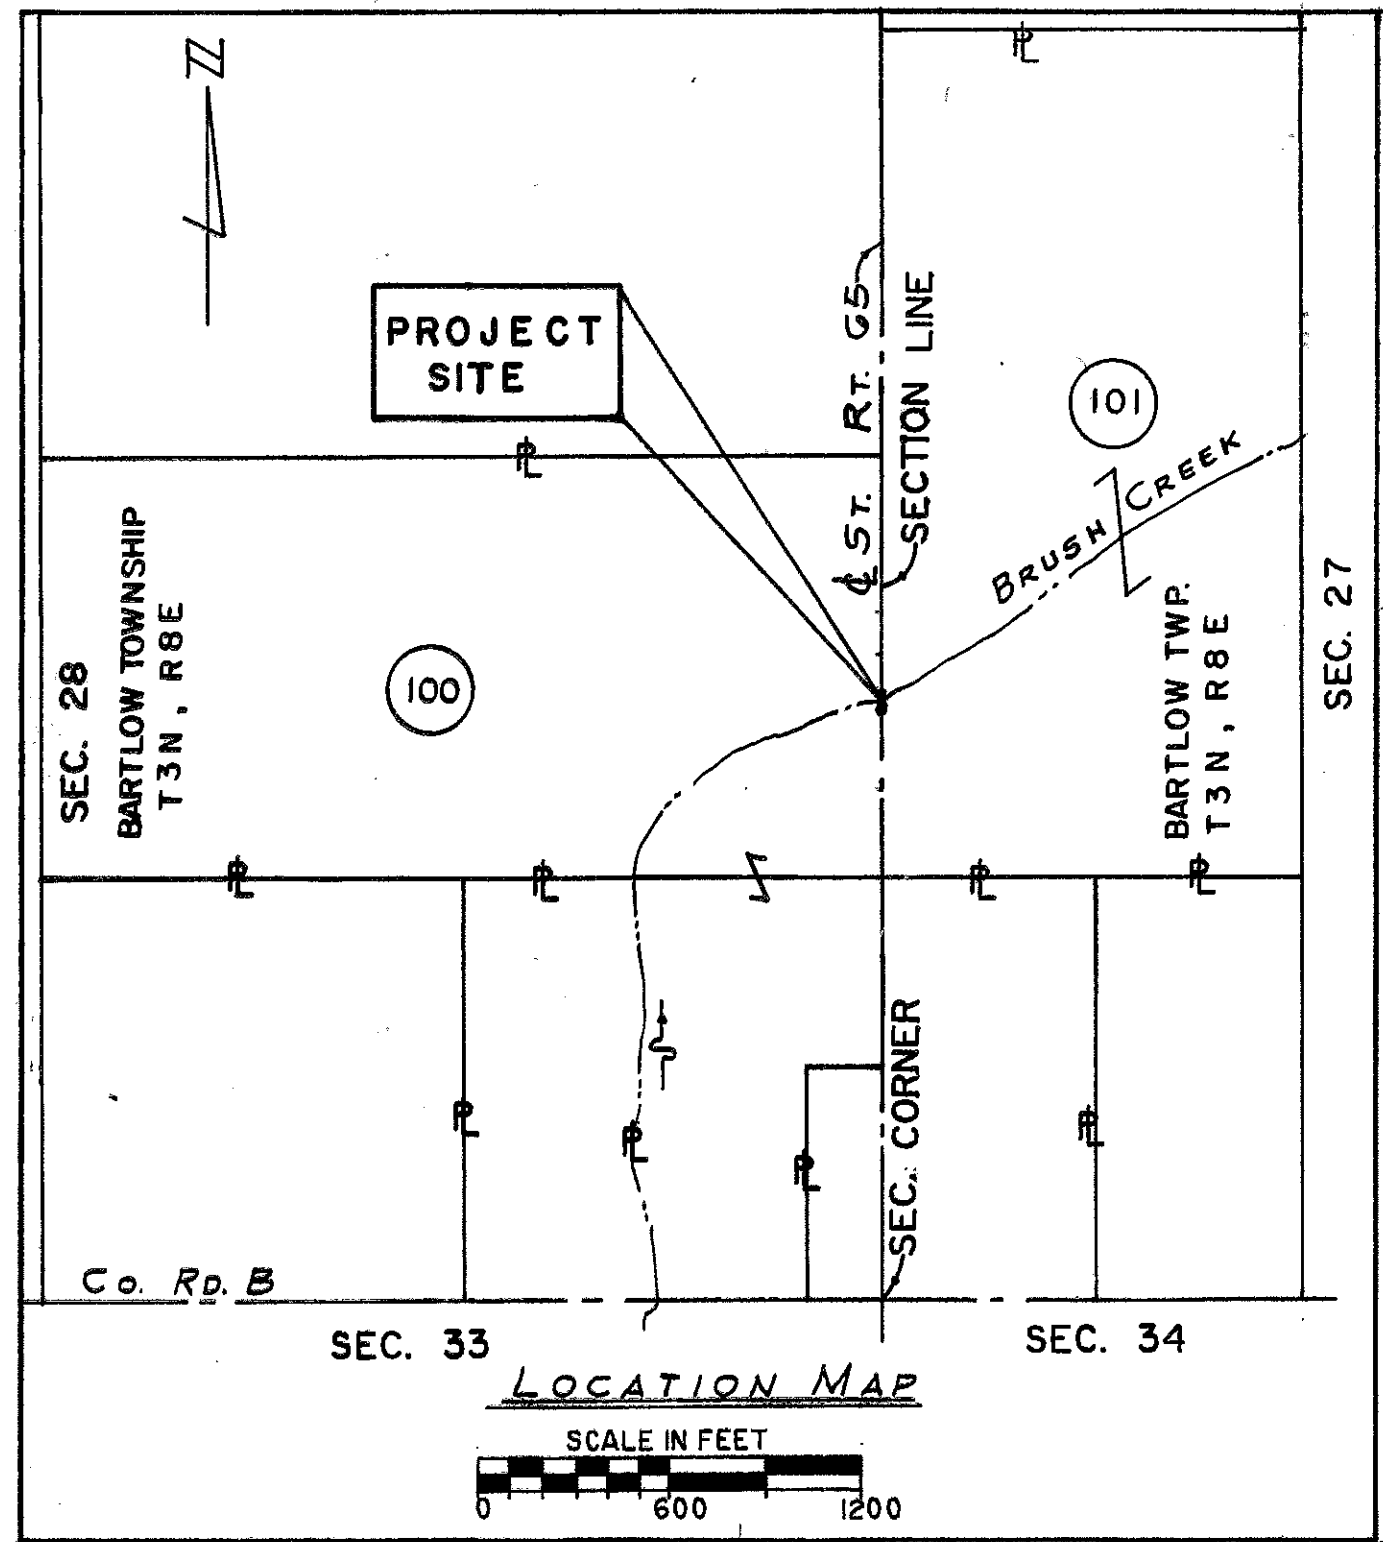 N
PL
PROJECT
SITE
℄ ST. RT. 65
SECTION LINE
101
PL
BRUSH CREEK
SEC. 28
BARTLOW TOWNSHIP
T3N, R8E
100
BARTLOW TWP.
T3N, R8E
SEC. 27
PL
PL
PL
PL
SEC. CORNER
PL
PL
PL
PL
Co. RD. B
SEC. 33
SEC. 34
LOCATION MAP
SCALE IN FEET
0 600 1200